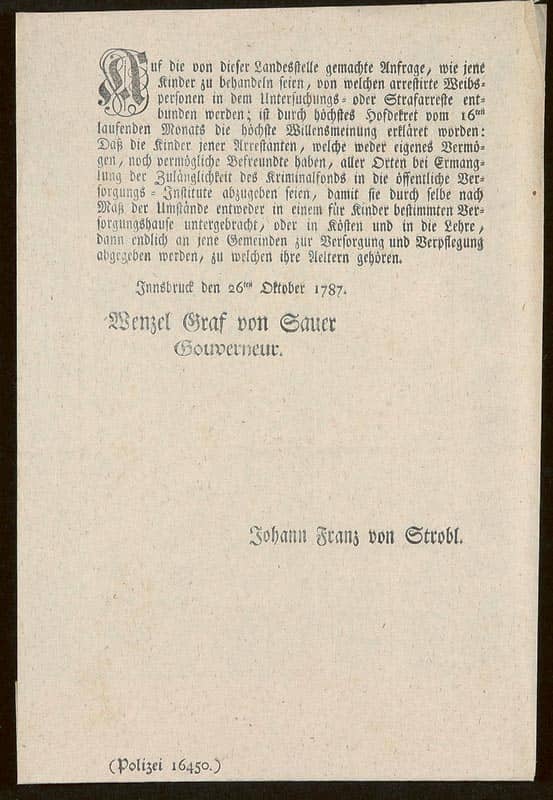 Auf die von dieser Landesstelle gemachte Anfrage, wie jene
Kinder zu behandeln seien, von welchen arrestirte Weibs-
personen in dem Untersuchungs- oder Strafarreste ent-
bunden werden; ist durch höchstes Hofdekret vom 16ten
laufenden Monats die höchste Willensmeinung erkläret worden:
Daß die Kinder jener Arrestanten, welche weder eigenes Vermö-
gen, noch vermögliche Befreundte haben, aller Orten bei Ermang-
lung der Zulänglichkeit des Kriminalfonds in die öffentliche Ver-
sorgungs-Institute abzugeben seien, damit sie durch selbe nach
Maß der Umstände entweder in einem für Kinder bestimmten Ver-
sorgungshause untergebracht, oder in Kösten und in die Lehre,
dann endlich an jene Gemeinden zur Versorgung und Verpflegung
abgegeben werden, zu welchen ihre Aeltern gehören.
Innsbruck den 26ten Oktober 1787.
Wenzel Graf von Sauer
Gouverneur.
Johann Franz von Strobl.
(Polizei 16450.)